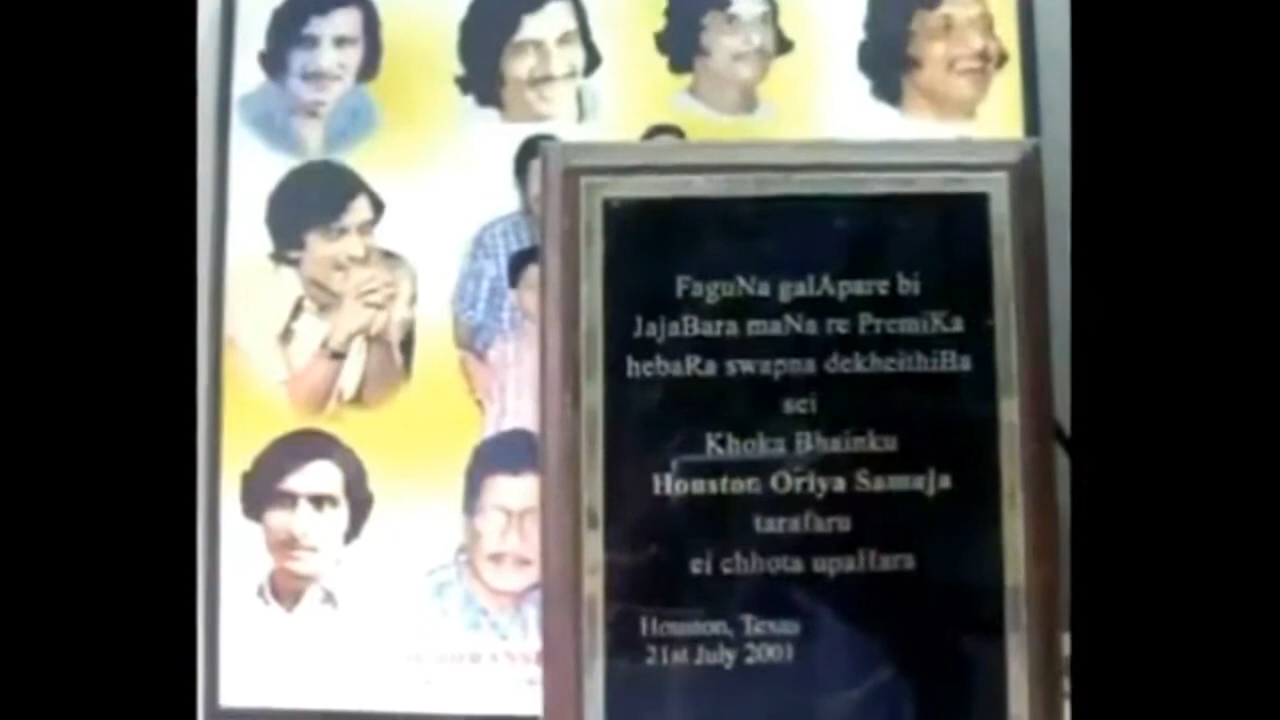 FaguNa galApare bi
JajaBara maNa re PremiKa
hebaRa swapna dekheithiBa
sei
Khoka Bhainku
Houston Oriya Samaja
tarafaru
ei chhota upaHara
Houston, Texas
21st July 2001